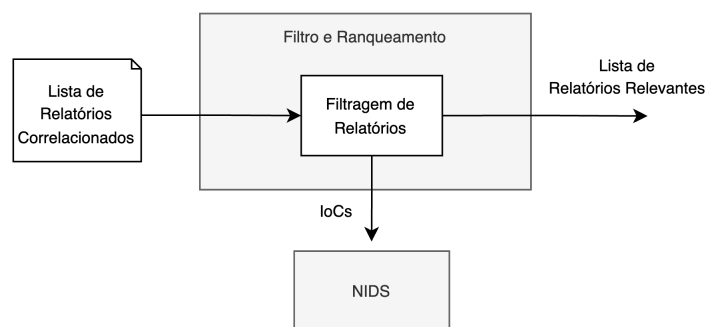 Filtro e Ranqueamento
Lista de
Relatórios
Correlacionados
Filtragem de
Relatórios
Lista de
Relatórios Relevantes
IoCs
NIDS